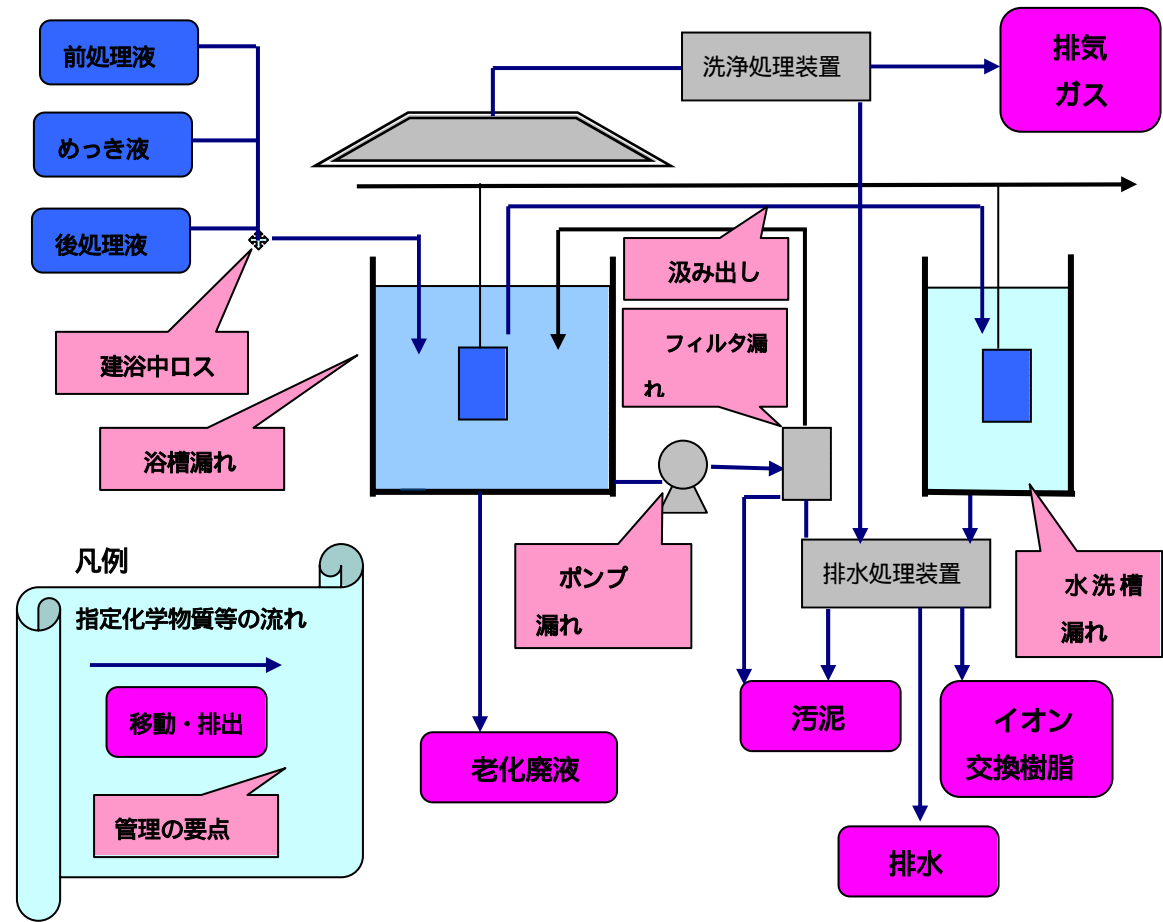 前処理液
めっき液
後処理液
建浴中ロス
浴槽漏れ
洗浄処理装置
排気
ガス
汲み出し
フィルタ漏
れ
ポンプ
漏れ
排水処理装置
水洗槽
漏れ
老化廃液
汚泥
イオン
交換樹脂
排水
凡例
指定化学物質等の流れ
移動・排出
管理の要点